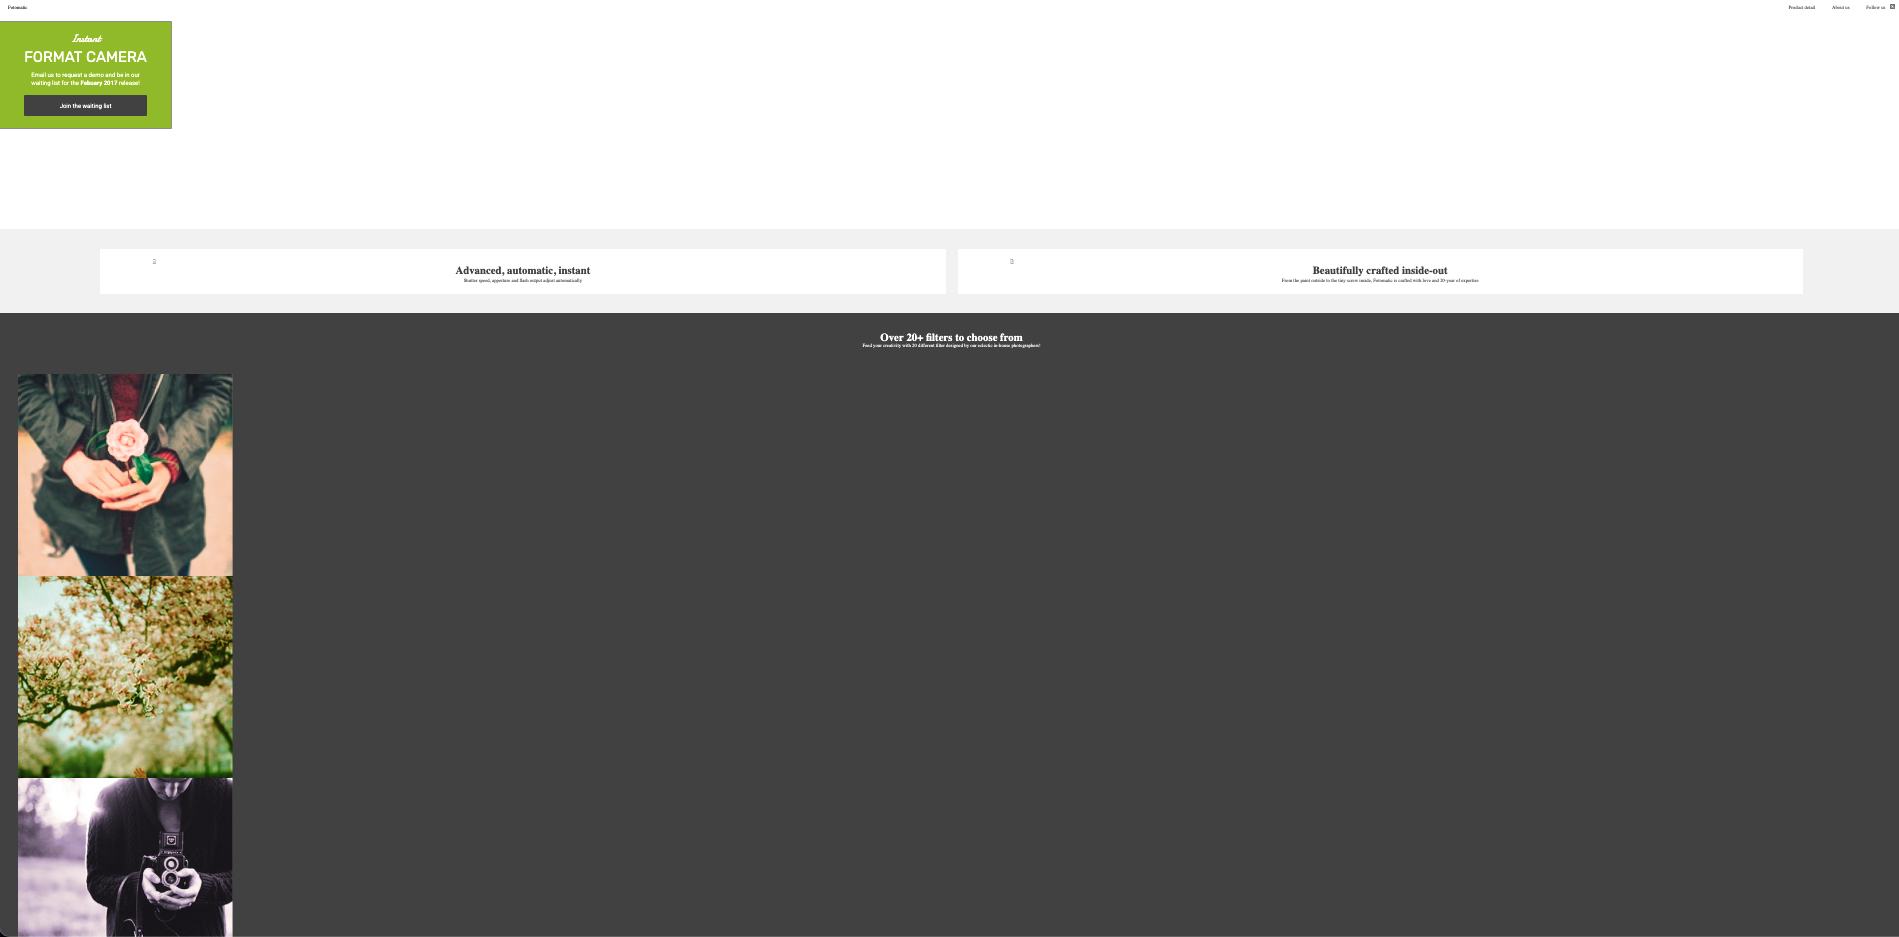 Fotomatic
Product detail
About us
Follow us
Instant
FORMAT CAMERA
Email us to request a demo and be in our
waiting list for the Febuary 2017 release!
Join the waiting list
Advanced, automatic, instant
Shutter speed, apperture and flash output adjust automatically
Beautifully crafted inside-out
From the paint outside to the tiny screw inside, Fotomatic is crafted with love and 20-year of expertise
Over 20+ filters to choose from
Feed your creativity with 20 different filter designed by our eclectic in-house photographers!